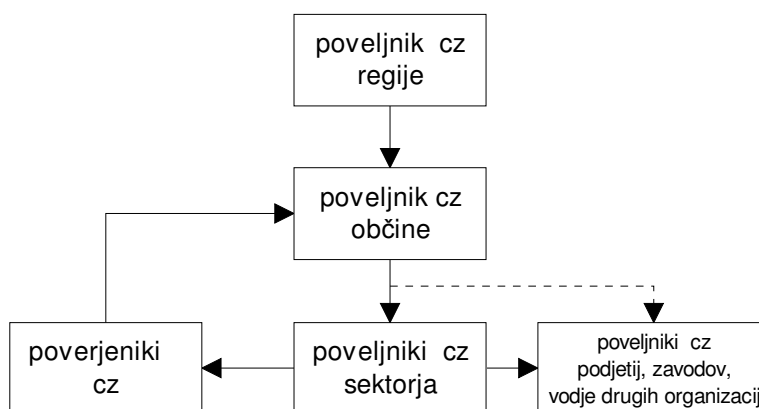 poveljnik cz
regije
poveljnik cz
občine
poverjeniki
cz
poveljniki cz
sektorja
poveljniki cz
podjetij, zavodov,
vodje drugih organizacij